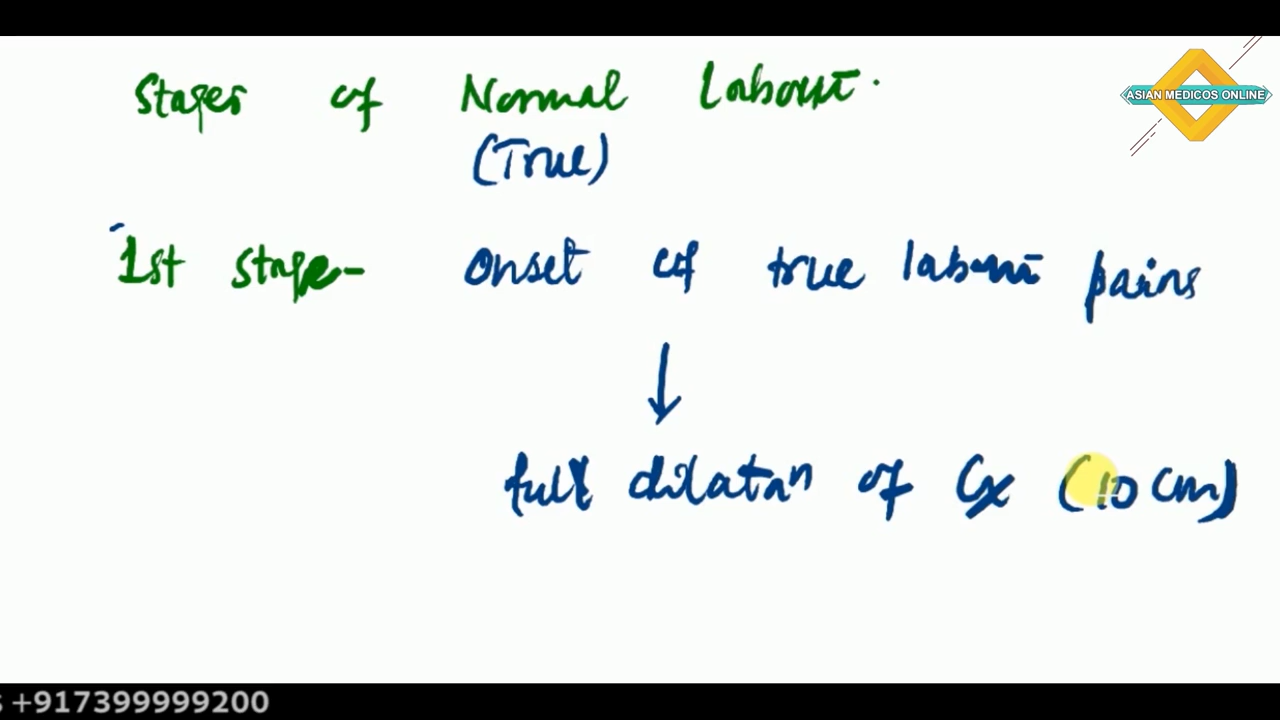 Stages of Normal Labour.
(True)
1st stage- onset of true labour pains
↓
full dilatan of Cx (10 cm)
ASIAN MEDICOS ONLINE
+917399999200